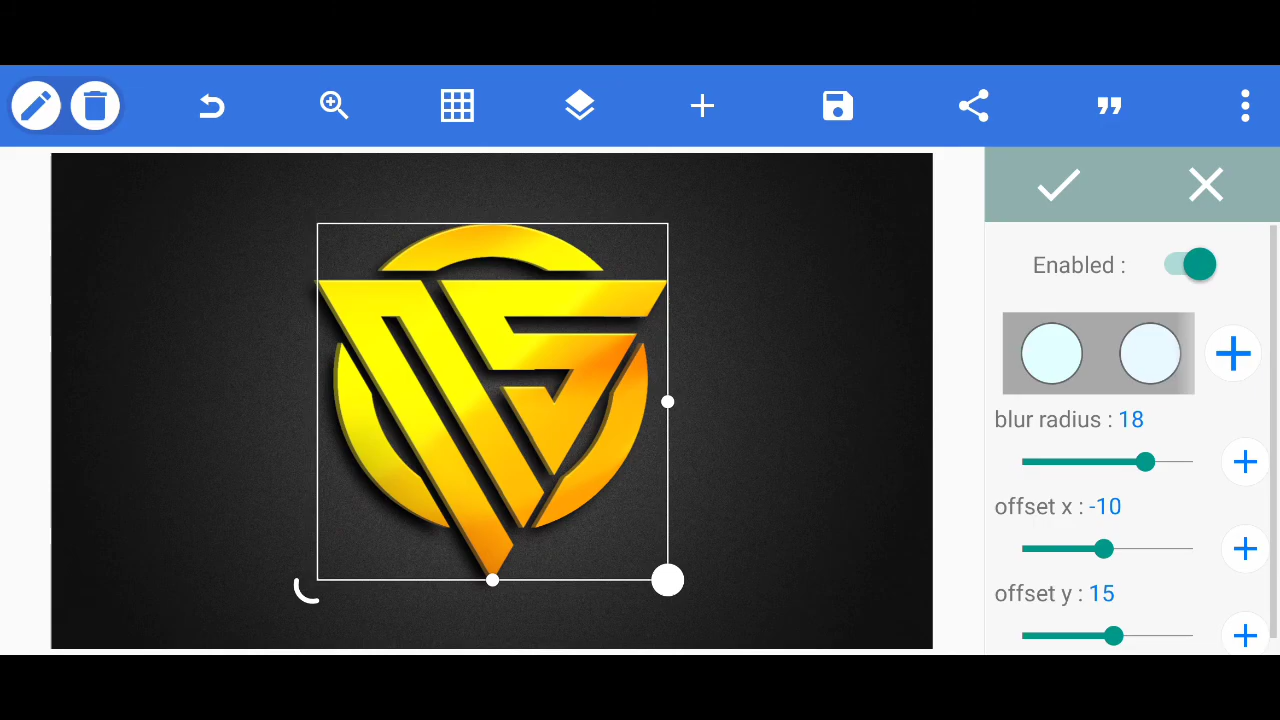 Enabled :
blur radius : 18
offset x : -10
offset y : 15